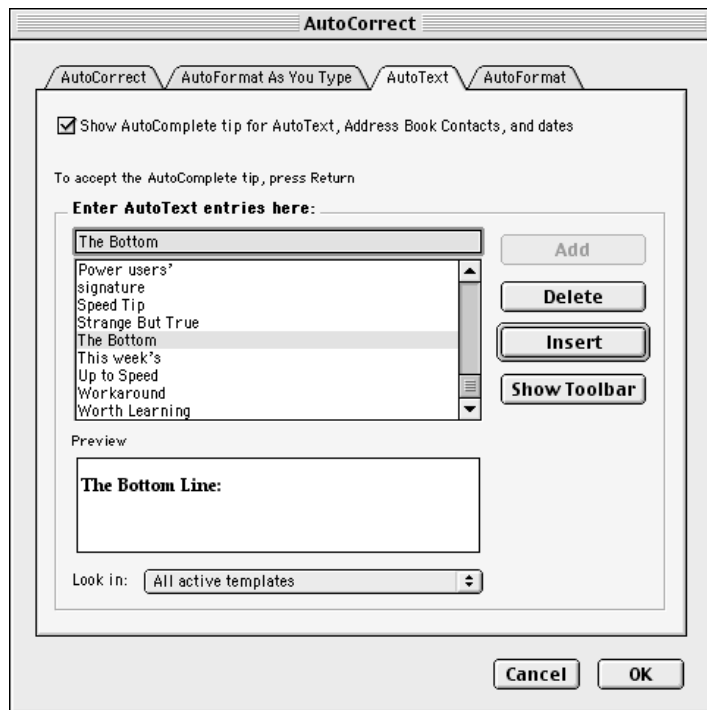 AutoCorrect
AutoCorrect AutoFormat As You Type AutoText AutoFormat
Show AutoComplete tip for AutoText, Address Book Contacts, and dates
To accept the AutoComplete tip, press Return
Enter AutoText entries here:
The Bottom
Add
Power users'
signature
Speed Tip
Strange But True
The Bottom
This week's
Up to Speed
Workaround
Worth Learning
Delete
Insert
Show Toolbar
Preview
The Bottom Line:
Look in: All active templates
Cancel OK